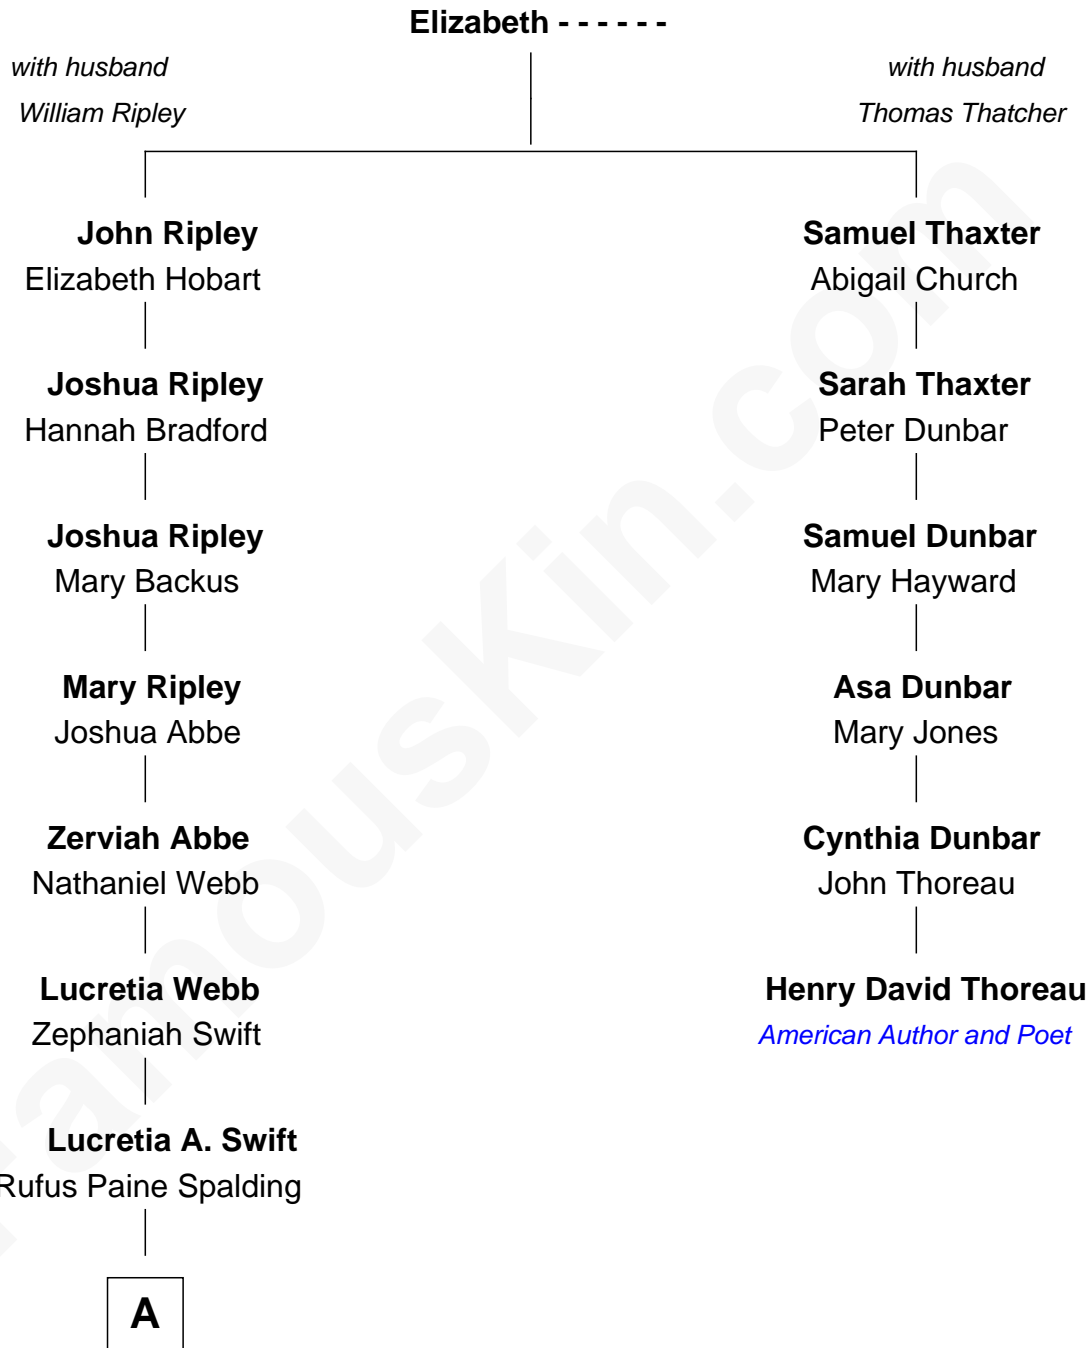 Elizabeth - - - - - -
with husband
William Ripley
with husband
Thomas Thatcher
John Ripley
Elizabeth Hobart
Samuel Thaxter
Abigail Church
Joshua Ripley
Hannah Bradford
Sarah Thaxter
Peter Dunbar
Joshua Ripley
Mary Backus
Samuel Dunbar
Mary Hayward
Mary Ripley
Joshua Abbe
Asa Dunbar
Mary Jones
Zerviah Abbe
Nathaniel Webb
Cynthia Dunbar
John Thoreau
Lucretia Webb
Zephaniah Swift
Henry David Thoreau
American Author and Poet
Lucretia A. Swift
Rufus Paine Spalding
A
FamousKin.com